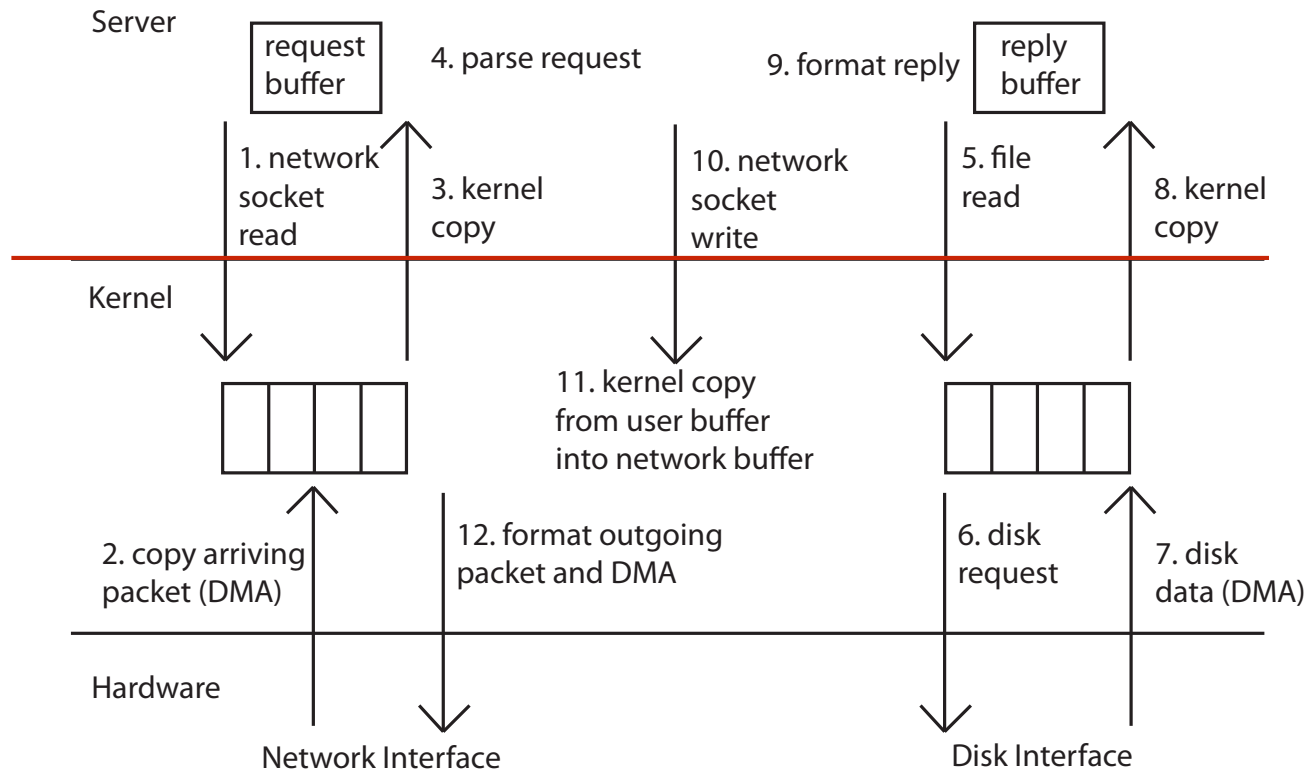 Server
request
buffer
4. parse request
9. format reply
reply
buffer
1. network
socket
read
3. kernel
copy
10. network
socket
write
5. file
read
8. kernel
copy
Kernel
11. kernel copy
from user buffer
into network buffer
2. copy arriving
packet (DMA)
12. format outgoing
packet and DMA
6. disk
request
7. disk
data (DMA)
Hardware
Network Interface
Disk Interface